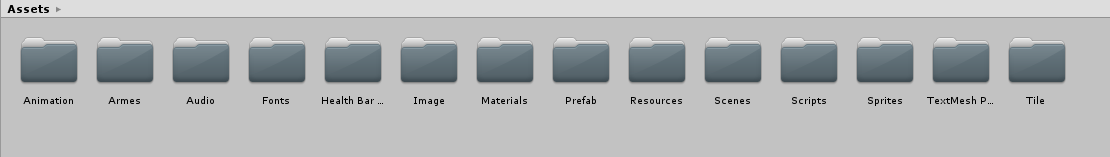 Assets
Animation
Armes
Audio
Fonts
Health Bar ...
Image
Materials
Prefab
Resources
Scenes
Scripts
Sprites
TextMesh P...
Tile